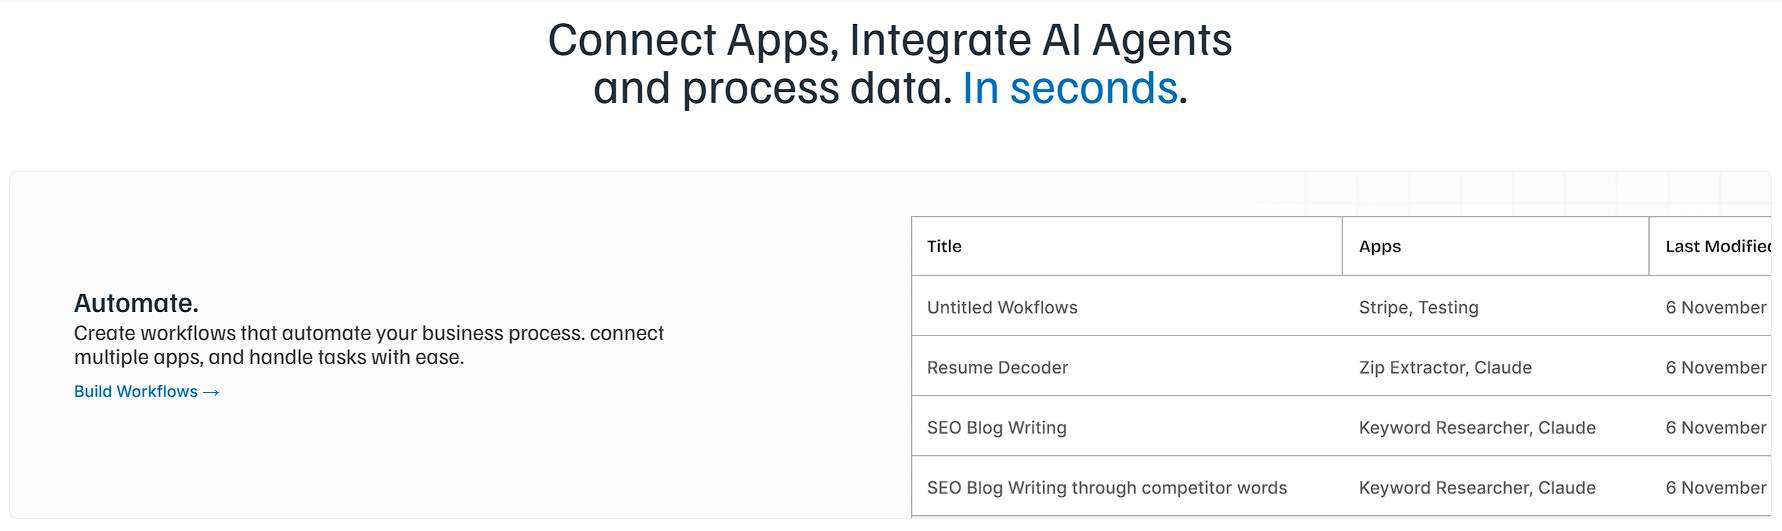 Connect Apps, Integrate AI Agents
and process data. In seconds.
Automate.
Create workflows that automate your business process. connect
multiple apps, and handle tasks with ease.
Build Workflows →
Title Apps Last Modified
Untitled Wokflows Stripe, Testing 6 November
Resume Decoder Zip Extractor, Claude 6 November
SEO Blog Writing Keyword Researcher, Claude 6 November
SEO Blog Writing through competitor words Keyword Researcher, Claude 6 November